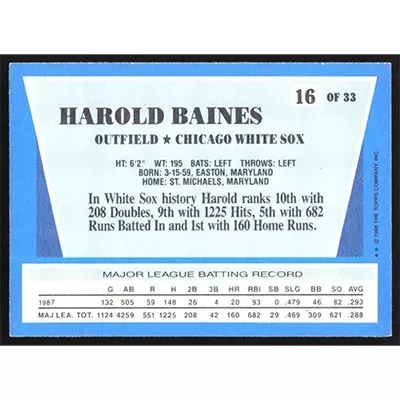 16 OF 33
HAROLD BAINES
OUTFIELD ★ CHICAGO WHITE SOX
HT: 6'2" WT: 195 BATS: LEFT THROWS: LEFT
BORN: 3-15-59, EASTON, MARYLAND
HOME: ST. MICHAELS, MARYLAND
In White Sox history Harold ranks 10th with
208 Doubles, 9th with 1225 Hits, 5th with 682
Runs Batted In and 1st with 160 Home Runs.
★★ © 1988 THE TOPPS COMPANY, INC.
MAJOR LEAGUE BATTING RECORD
G AB R H 2B 3B HR RBI SB SLG BB SO AVG
1987 132 505 59 148 26 4 20 93 0 .479 46 82 .293
MAJ.LEA. TOT. 1124 4259 551 1225 208 42 160 682 29 .469 309 621 .288